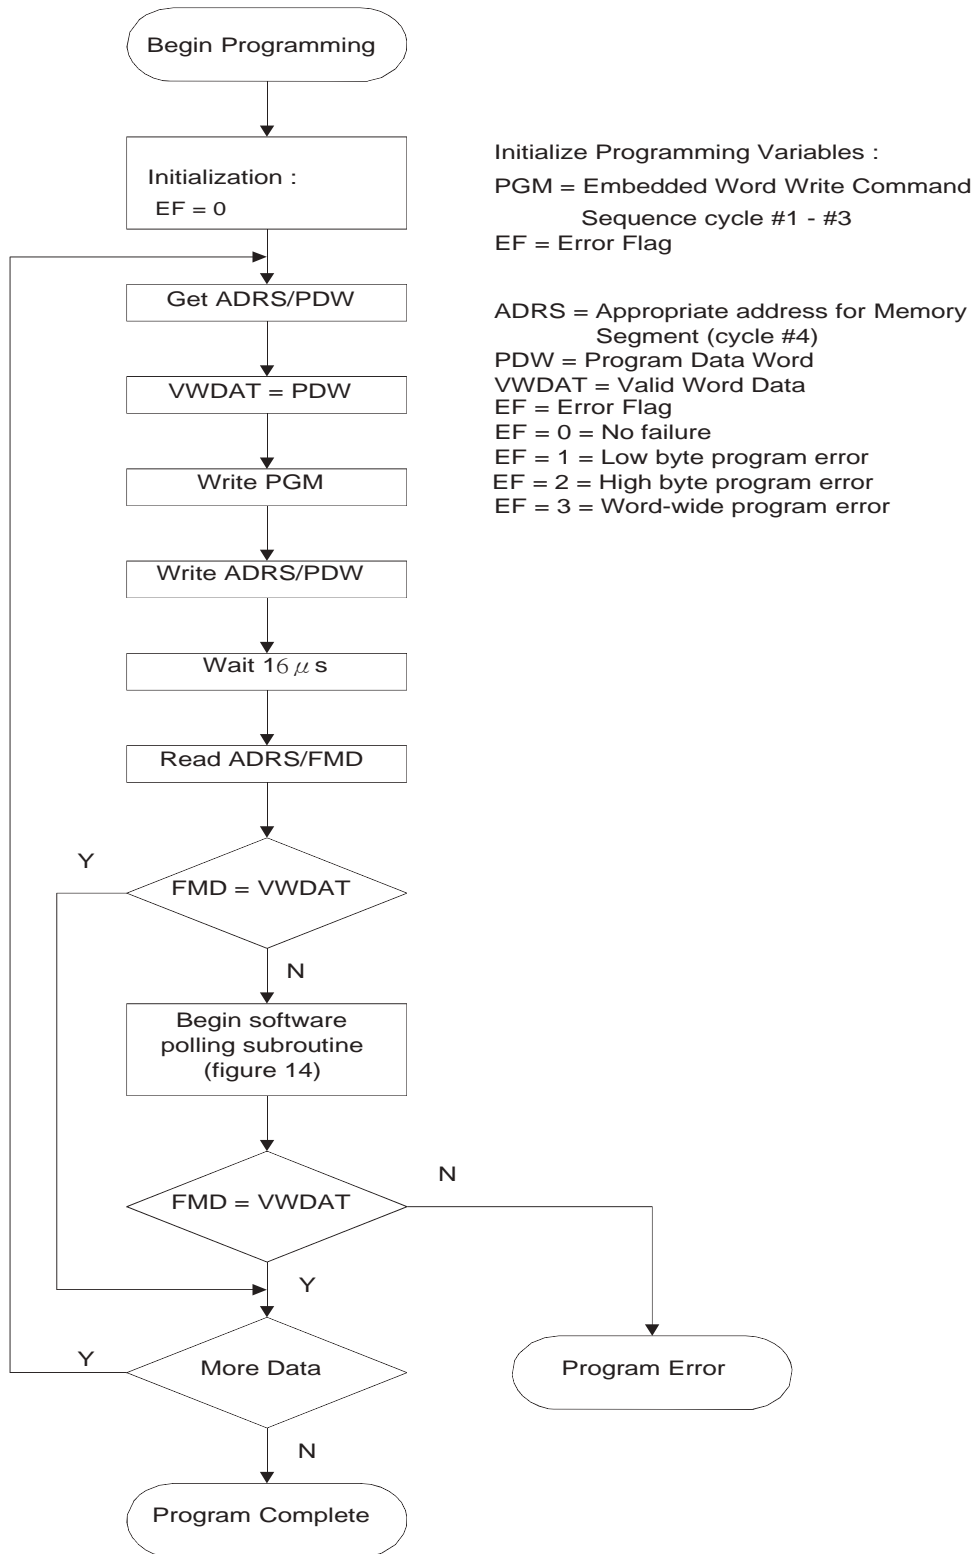 Begin Programming
Initialization :
EF = 0
Initialize Programming Variables :
PGM = Embedded Word Write Command
Sequence cycle #1 - #3
EF = Error Flag
Get ADRS/PDW
ADRS = Appropriate address for Memory
Segment (cycle #4)
PDW = Program Data Word
VWDAT = Valid Word Data
EF = Error Flag
EF = 0 = No failure
EF = 1 = Low byte program error
EF = 2 = High byte program error
EF = 3 = Word-wide program error
VWDAT = PDW
Write PGM
Write ADRS/PDW
Wait 16 μ s
Read ADRS/FMD
Y
FMD = VWDAT
N
Begin software
polling subroutine
(figure 14)
FMD = VWDAT
N
Y
Y
More Data
Program Error
N
Program Complete